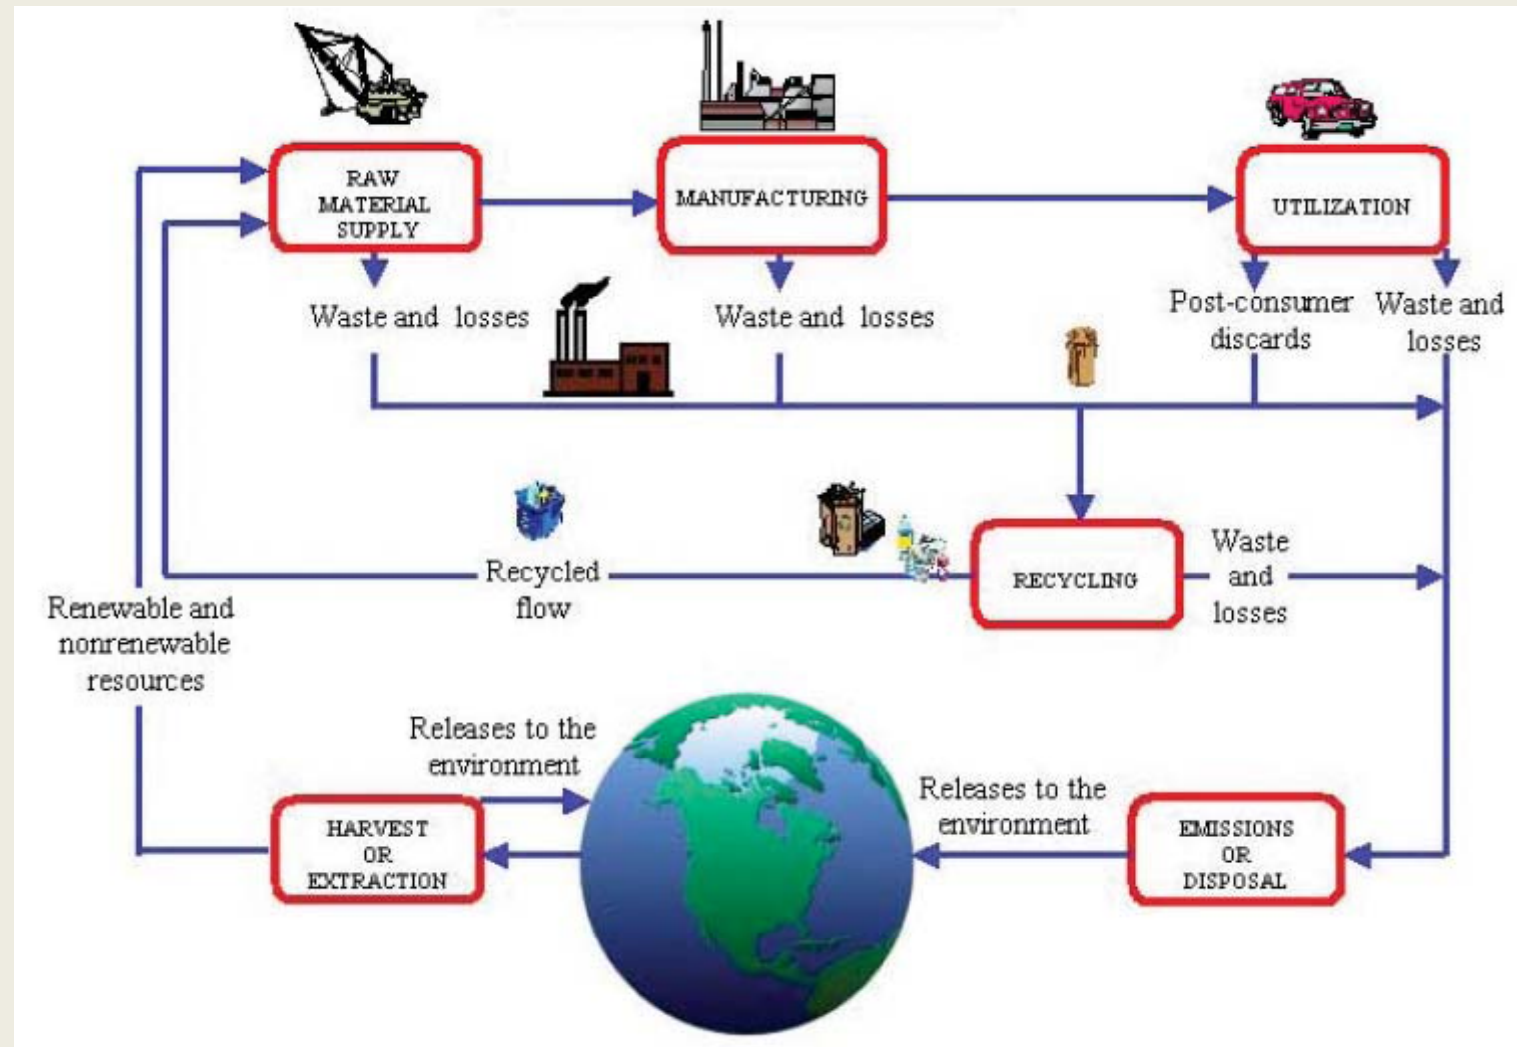 RAW
MATERIAL
SUPPLY
MANUFACTURING
UTILIZATION
Waste and losses
Waste and losses
Post-consumer
discards
Waste and
losses
Recycled
flow
RECYCLING
Waste
and
losses
Renewable and
nonrenewable
resources
Releases to the
environment
HARVEST
OR
EXTRACTION
Releases to the
environment
EMISSIONS
OR
DISPOSAL